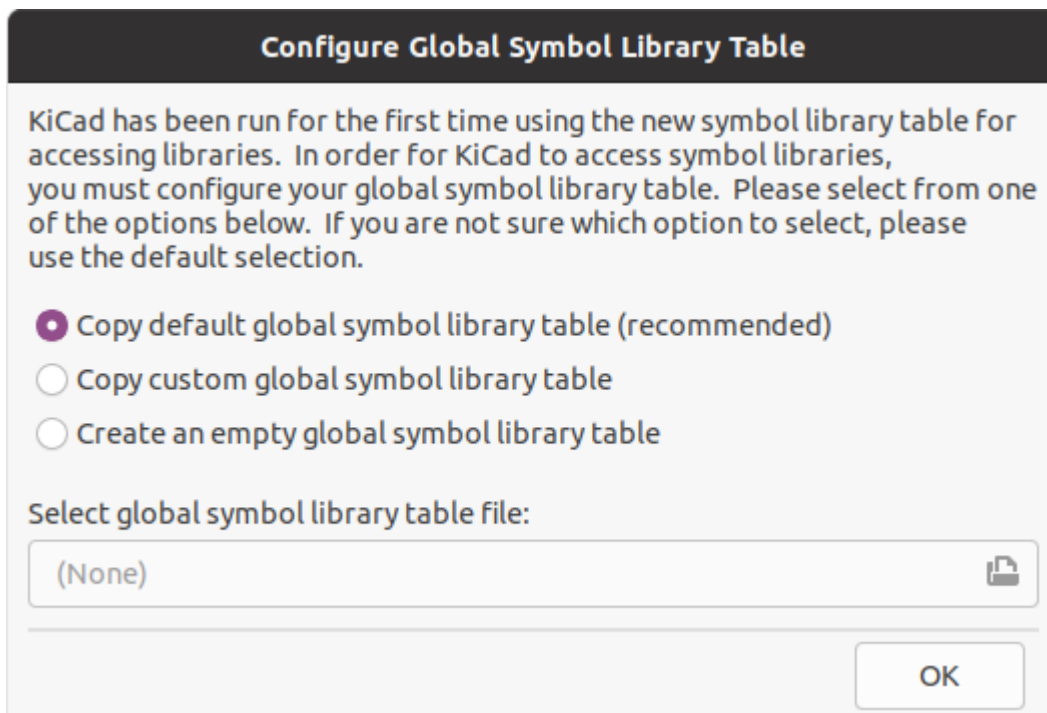 Configure Global Symbol Library Table
KiCad has been run for the first time using the new symbol library table for
accessing libraries.  In order for KiCad to access symbol libraries,
you must configure your global symbol library table.  Please select from one
of the options below.  If you are not sure which option to select, please
use the default selection.
Copy default global symbol library table (recommended)
Copy custom global symbol library table
Create an empty global symbol library table
Select global symbol library table file:
(None)
OK